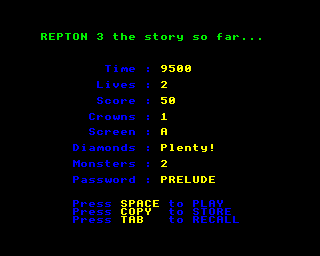 REPTON 3 the story so far...
Time : 9500
Lives : 2
Score : 50
Crowns : 1
Screen : A
Diamonds : Plenty!
Monsters : 2
Password : PRELUDE
Press SPACE to PLAY
Press COPY to STORE
Press TAB to RECALL